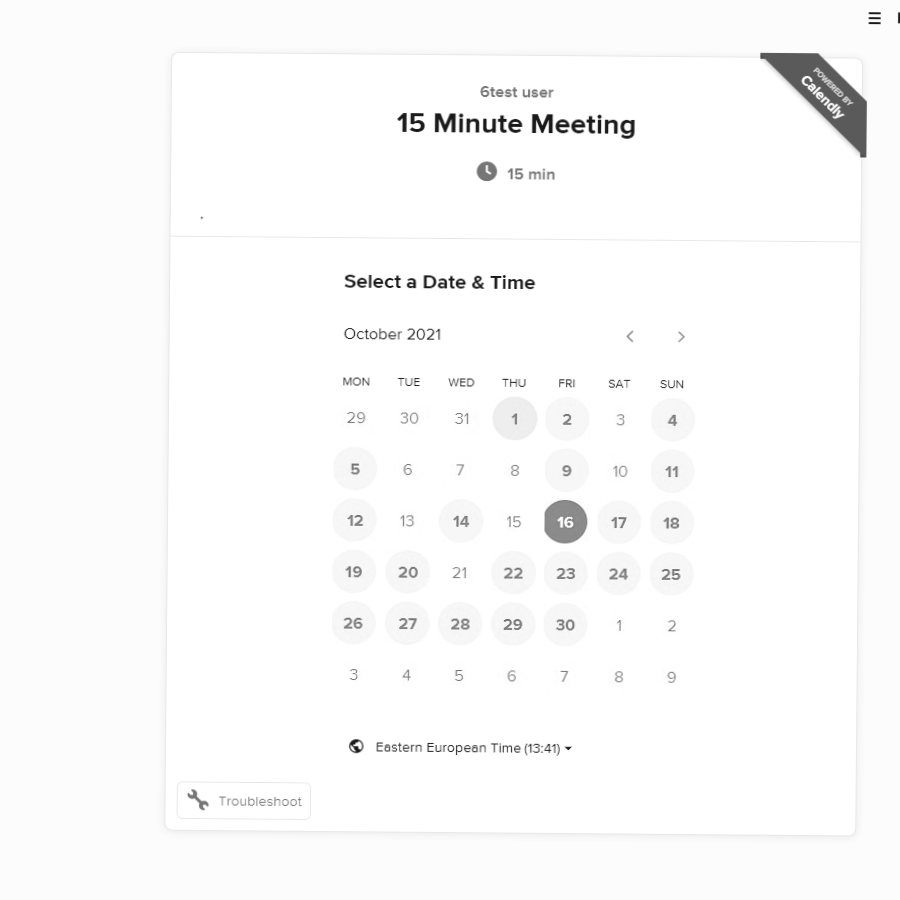 POWERED BY
Calendly
6test user
15 Minute Meeting
15 min
.
Select a Date & Time
October 2021
MON TUE WED THU FRI SAT SUN
29 30 31 1 2 3 4
5 6 7 8 9 10 11
12 13 14 15 16 17 18
19 20 21 22 23 24 25
26 27 28 29 30 1 2
3 4 5 6 7 8 9
Eastern European Time (13:41)
Troubleshoot